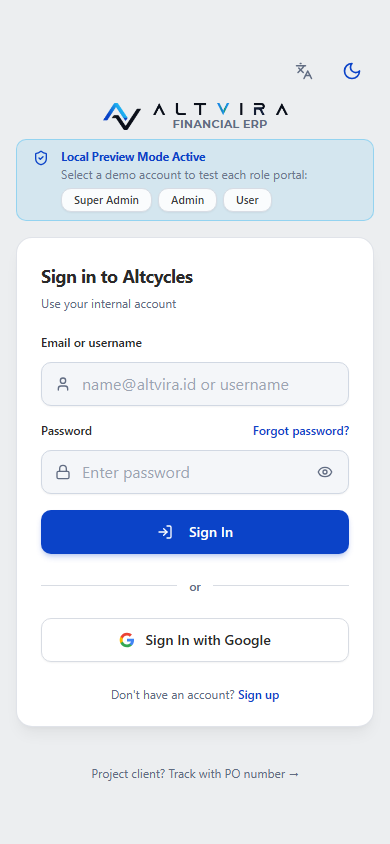 ALTVIRA
FINANCIAL ERP
Local Preview Mode Active
Select a demo account to test each role portal:
Super Admin
Admin
User
Sign in to Altcycles
Use your internal account
Email or username
name@altvira.id or username
Password
Forgot password?
Enter password
Sign In
or
Sign In with Google
Don't have an account? Sign up
Project client? Track with PO number →